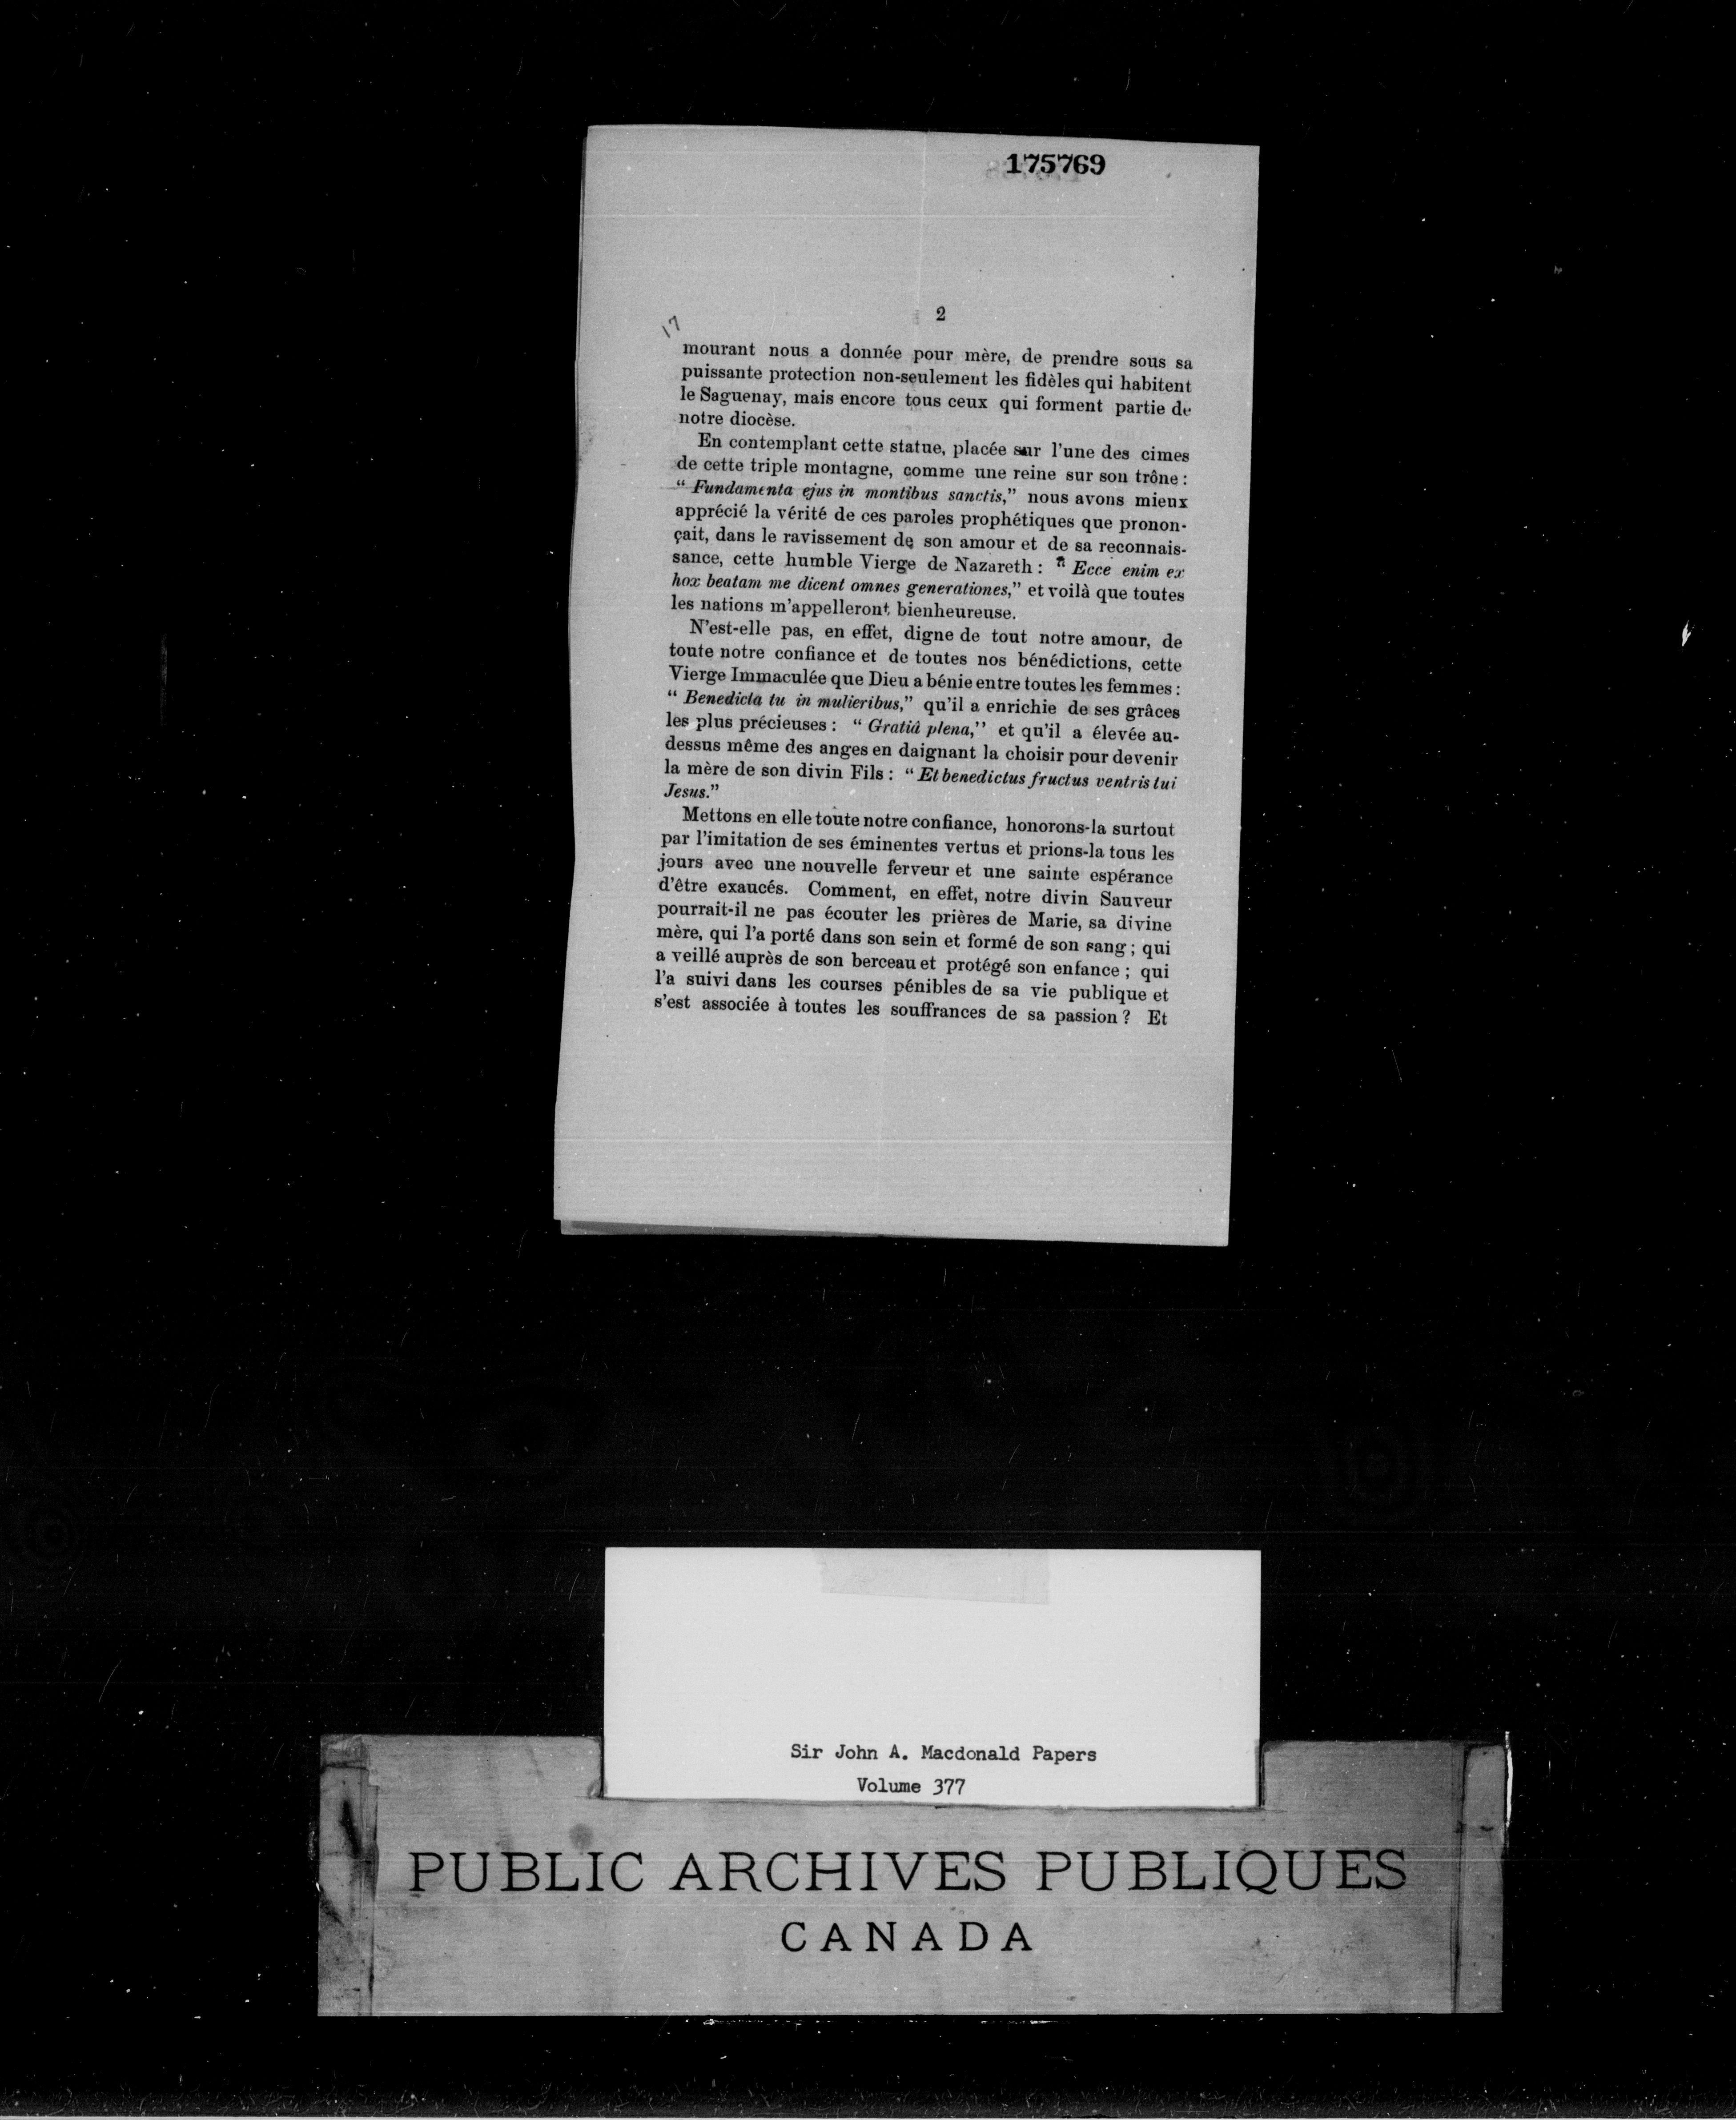 175769
2
17
mourant nous a donnée pour mère, de prendre sous sa
puissante protection non-seulement les fidèles qui habitent
le Saguenay, mais encore tous ceux qui forment partie de
notre diocèse.
En contemplant cette statue, placée sur l'une des cimes
de cette triple montagne, comme une reine sur son trône :
“ Fundamenta ejus in montibus sanctis,” nous avons mieux
apprécié la vérité de ces paroles prophétiques que pronon-
çait, dans le ravissement de son amour et de sa reconnais-
sance, cette humble Vierge de Nazareth : “ Ecce enim ex
hox beatam me dicent omnes generationes,” et voilà que toutes
les nations m'appelleront bienheureuse.
N'est-elle pas, en effet, digne de tout notre amour, de
toute notre confiance et de toutes nos bénédictions, cette
Vierge Immaculée que Dieu a bénie entre toutes les femmes :
“ Benedicta tu in mulieribus,” qu'il a enrichie de ses grâces
les plus précieuses : “ Gratiâ plena,'' et qu'il a élevée au-
dessus même des anges en daignant la choisir pour devenir
la mère de son divin Fils : “ Et benedictus fructus ventris tui
Jesus.”
Mettons en elle toute notre confiance, honorons-la surtout
par l'imitation de ses éminentes vertus et prions-la tous les
jours avec une nouvelle ferveur et une sainte espérance
d'être exaucés. Comment, en effet, notre divin Sauveur
pourrait-il ne pas écouter les prières de Marie, sa divine
mère, qui l'a porté dans son sein et formé de son sang ; qui
a veillé auprès de son berceau et protégé son enfance ; qui
l'a suivi dans les courses pénibles de sa vie publique et
s'est associée à toutes les souffrances de sa passion ? Et
Sir John A. Macdonald Papers
Volume 377
PUBLIC ARCHIVES PUBLIQUES
CANADA